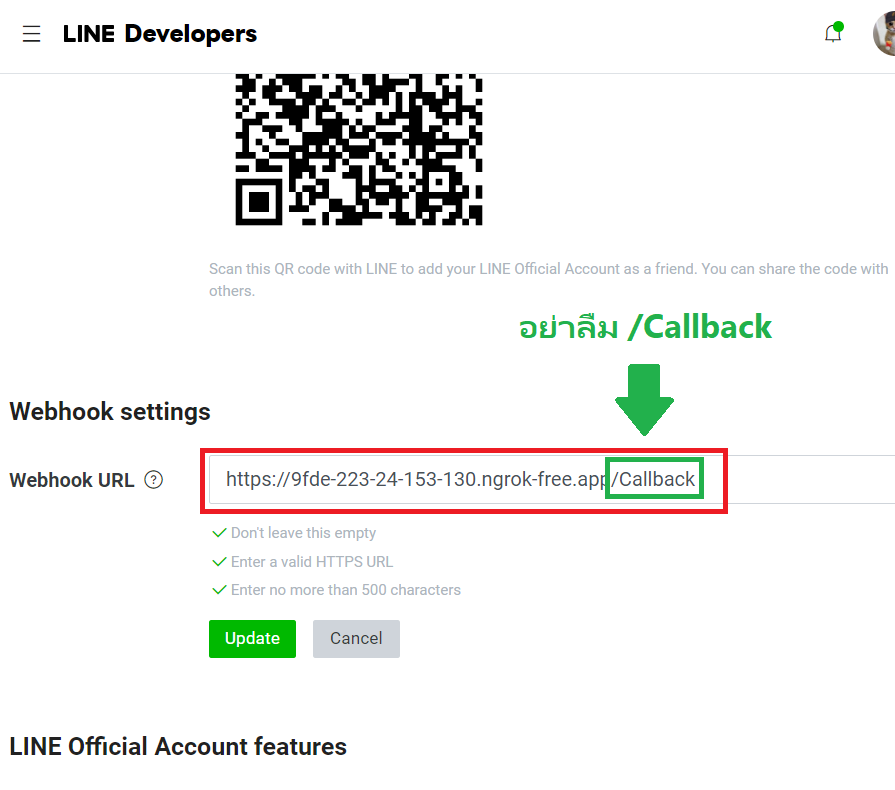 LINE Developers
Scan this QR code with LINE to add your LINE Official Account as a friend. You can share the code with
others.
อย่าลืม /Callback
Webhook settings
Webhook URL ?
https://9fde-223-24-153-130.ngrok-free.app/Callback
Don't leave this empty
Enter a valid HTTPS URL
Enter no more than 500 characters
Update Cancel
LINE Official Account features